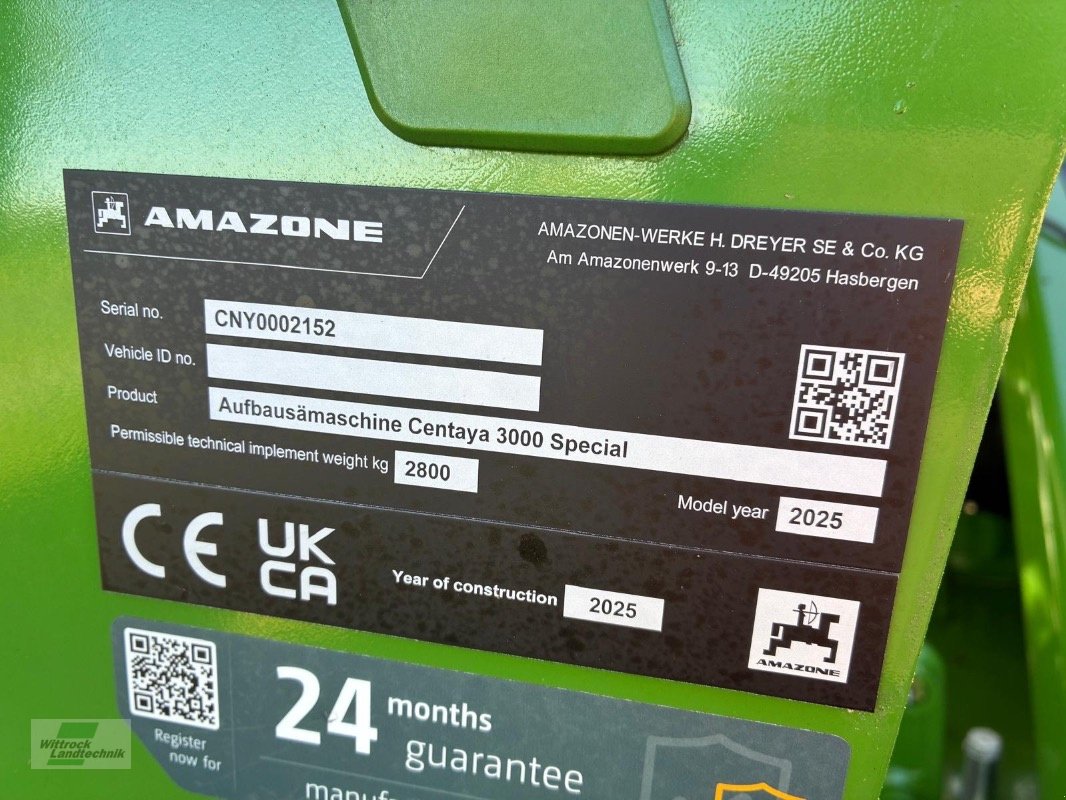 AMAZONE
AMAZONEN-WERKE H. DREYER SE & Co. KG
Am Amazonenwerk 9-13 D-49205 Hasbergen
Serial no. CNY0002152
Vehicle ID no.
Product Aufbausämaschine Centaya 3000 Special
Permissible technical implement weight kg 2800
Model year 2025
CE UK
CA
Year of construction 2025
AMAZONE
24 months
guarantee
Register
now for
Wittrock
Landtechnik